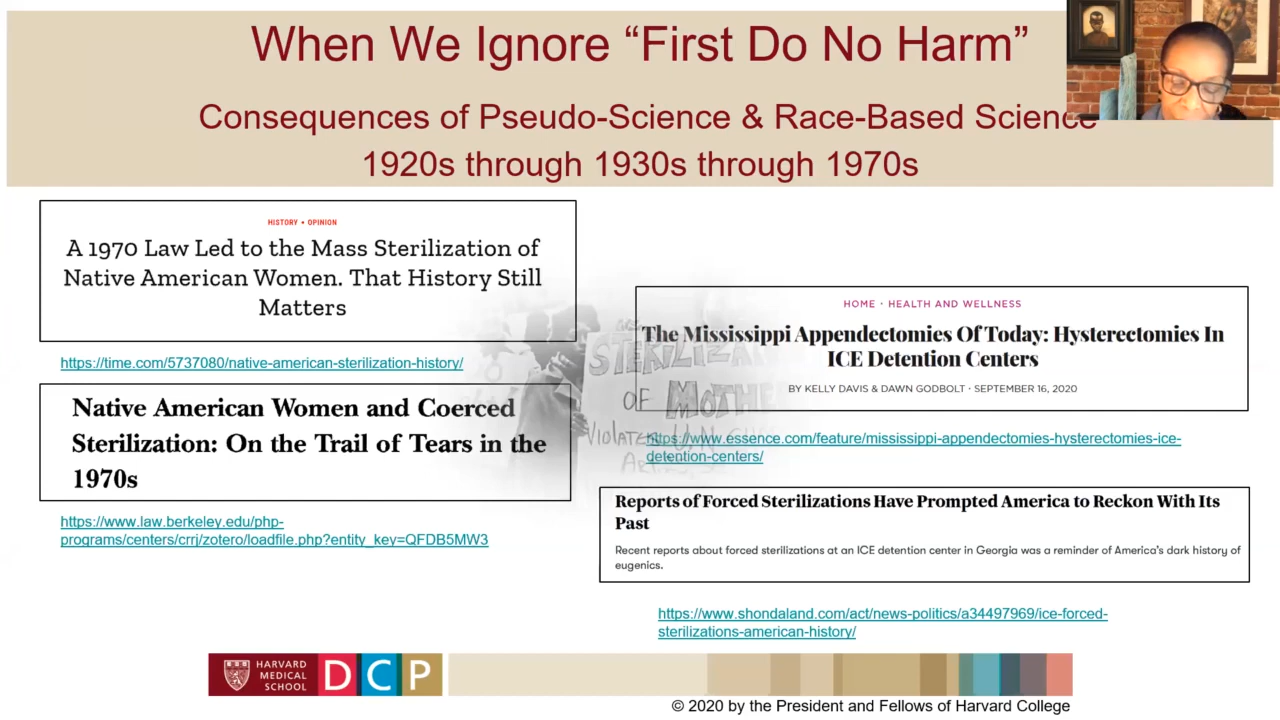 When We Ignore “First Do No Harm”
Consequences of Pseudo-Science & Race-Based Science
1920s through 1930s through 1970s
HISTORY • OPINION
A 1970 Law Led to the Mass Sterilization of
Native American Women. That History Still
Matters
https://time.com/5737080/native-american-sterilization-history/
Native American Women and Coerced
Sterilization: On the Trail of Tears in the
1970s
https://www.law.berkeley.edu/php-
programs/centers/crrj/zotero/loadfile.php?entity_key=QFDB5MW3
STERILIZA
OF MOTHE
VIOLATE U.N.
HOME · HEALTH AND WELLNESS
The Mississippi Appendectomies Of Today: Hysterectomies In
ICE Detention Centers
BY KELLY DAVIS & DAWN GODBOLT · SEPTEMBER 16, 2020
https://www.essence.com/feature/mississippi-appendectomies-hysterectomies-ice-
detention-centers/
Reports of Forced Sterilizations Have Prompted America to Reckon With Its
Past
Recent reports about forced sterilizations at an ICE detention center in Georgia was a reminder of America's dark history of
eugenics.
https://www.shondaland.com/act/news-politics/a34497969/ice-forced-
sterilizations-american-history/
HARVARD
MEDICAL
SCHOOL
DCP
© 2020 by the President and Fellows of Harvard College